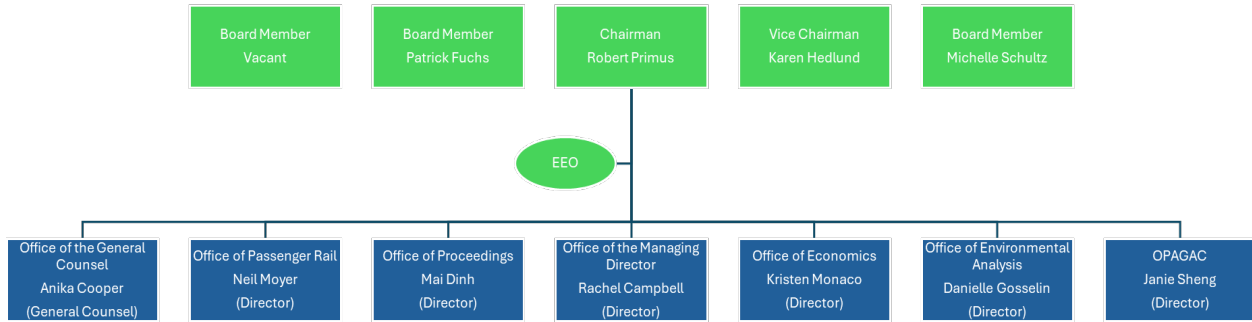 Board Member
Vacant
Board Member
Patrick Fuchs
Chairman
Robert Primus
Vice Chairman
Karen Hedlund
Board Member
Michelle Schultz
EEO
Office of the General
Counsel
Anika Cooper
(General Counsel)
Office of Passenger Rail
Neil Moyer
(Director)
Office of Proceedings
Mai Dinh
(Director)
Office of the Managing
Director
Rachel Campbell
(Director)
Office of Economics
Kristen Monaco
(Director)
Office of Environmental
Analysis
Danielle Gosselin
(Director)
OPAGAC
Janie Sheng
(Director)